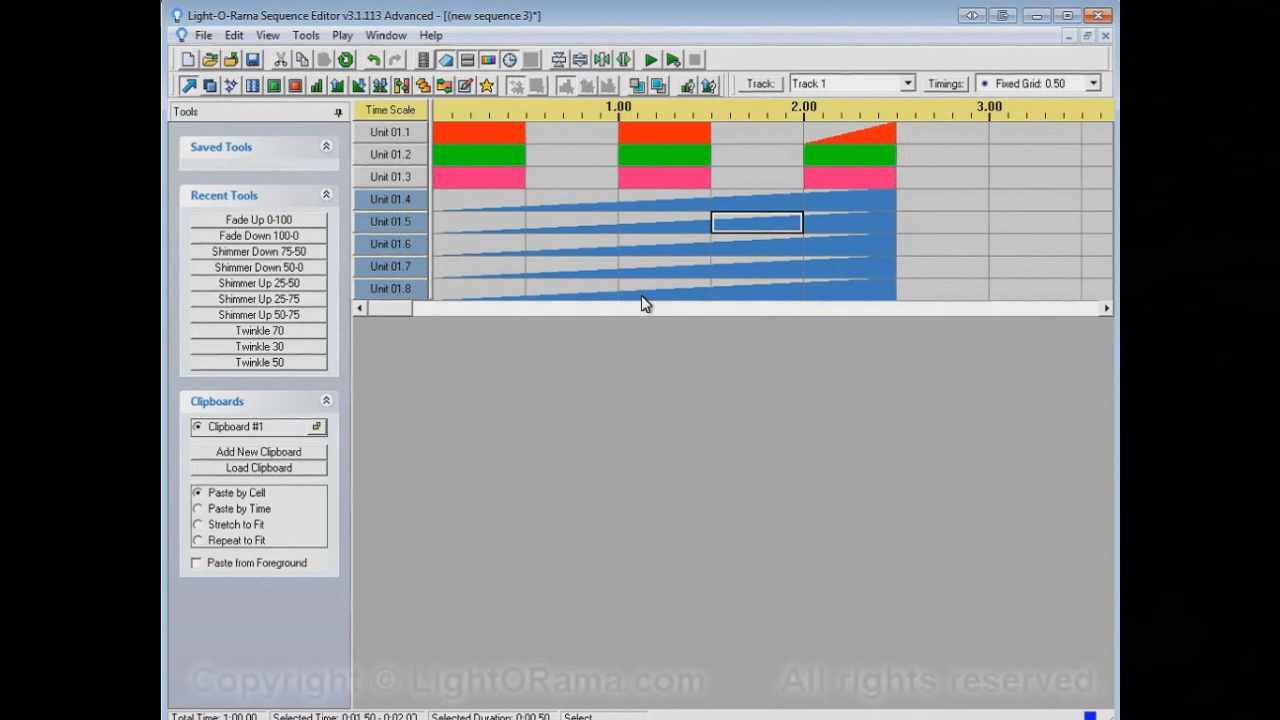 Light-O-Rama Sequence Editor v3.1.113 Advanced - [(new sequence 3)*]
File Edit View Tools Play Window Help
Track: Track 1 Timings: Fixed Grid: 0.50
Tools
Time Scale 1.00 2.00 3.00
Saved Tools
Recent Tools
Fade Up 0-100
Fade Down 100-0
Shimmer Down 75-50
Shimmer Down 50-0
Shimmer Up 25-50
Shimmer Up 25-75
Shimmer Up 50-75
Twinkle 70
Twinkle 30
Twinkle 50
Unit 01.1
Unit 01.2
Unit 01.3
Unit 01.4
Unit 01.5
Unit 01.6
Unit 01.7
Unit 01.8
Clipboards
Clipboard #1
Add New Clipboard
Load Clipboard
Paste by Cell
Paste by Time
Stretch to Fit
Repeat to Fit
Paste from Foreground
Copyright © LightORama.com All rights reserved
Total Time: 1:00.00 Selected Time: 0:01.50 - 0:02.00 Selected Duration: 0:00.50 Select